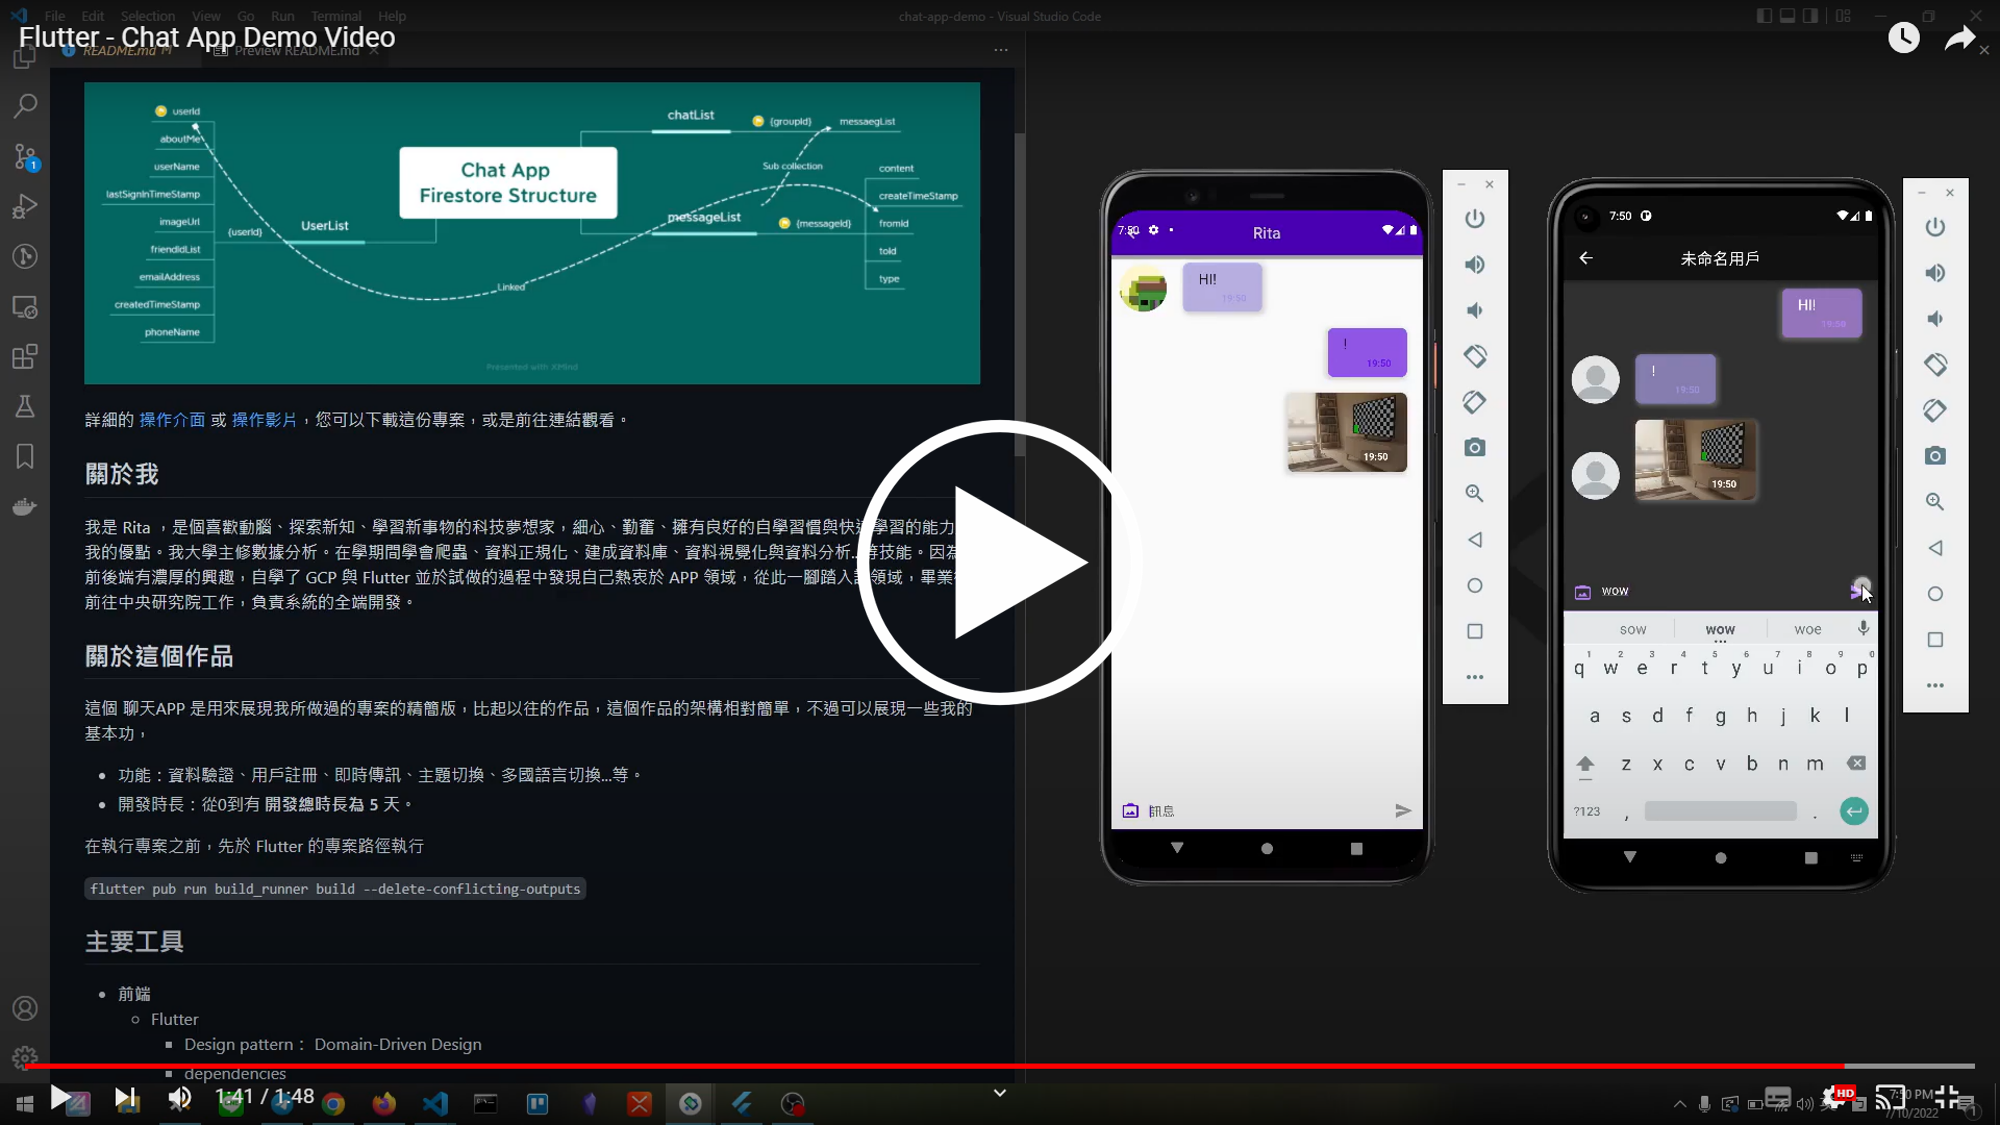 File Edit Selection View Go Run Terminal Help
chat-app-demo - Visual Studio Code
Flutter - Chat App Demo Video
README.md M
Preview README.md
userId
aboutMe
userName
lastSignInTimeStamp
imageUrl
friendIdList
emailAddress
createdTimeStamp
phoneName
{userId}
UserList
Chat App
Firestore Structure
Linked
chatList
{groupId}
messaegList
Sub collection
messageList
{messageId}
content
createTimeStamp
fromId
toId
type
Presented with XMind
詳細的 操作介面 或 操作影片，您可以下載這份專案，或是前往連結觀看。
關於我
我是 Rita ，是個喜歡動腦、探索新知、學習新事物的科技夢想家，細心、勤奮、擁有良好的自學習慣與快速學習的能力
我的優點。我大學主修數據分析。在學期間學會爬蟲、資料正規化、建成資料庫、資料視覺化與資料分析...等技能。因為
前後端有濃厚的興趣，自學了 GCP 與 Flutter 並於試做的過程中發現自己熱衷於 APP 領域，從此一腳踏入該領域，畢業
前往中央研究院工作，負責系統的全端開發。
關於這個作品
這個 聊天APP 是用來展現我所做過的專案的精簡版，比起以往的作品，這個作品的架構相對簡單，不過可以展現一些我的
基本功，
功能：資料驗證、用戶註冊、即時傳訊、主題切換、多國語言切換...等。
開發時長：從0到有 開發總時長為 5 天。
在執行專案之前，先於 Flutter 的專案路徑執行
flutter pub run build_runner build --delete-conflicting-outputs
主要工具
前端
Flutter
Design pattern： Domain-Driven Design
dependencies
7:50
Rita
HI!
19:50
!
19:50
19:50
訊息
7:50
未命名用戶
HI!
19:50
!
19:50
19:50
wow
sow wow woe
1 2 3 4 5 6 7 8 9 0
q w e r t y u i o p
a s d f g h j k l
z x c v b n m
?123 , .
1
1:41 / 1:48
HD
7:50 PM
7/10/2022
1